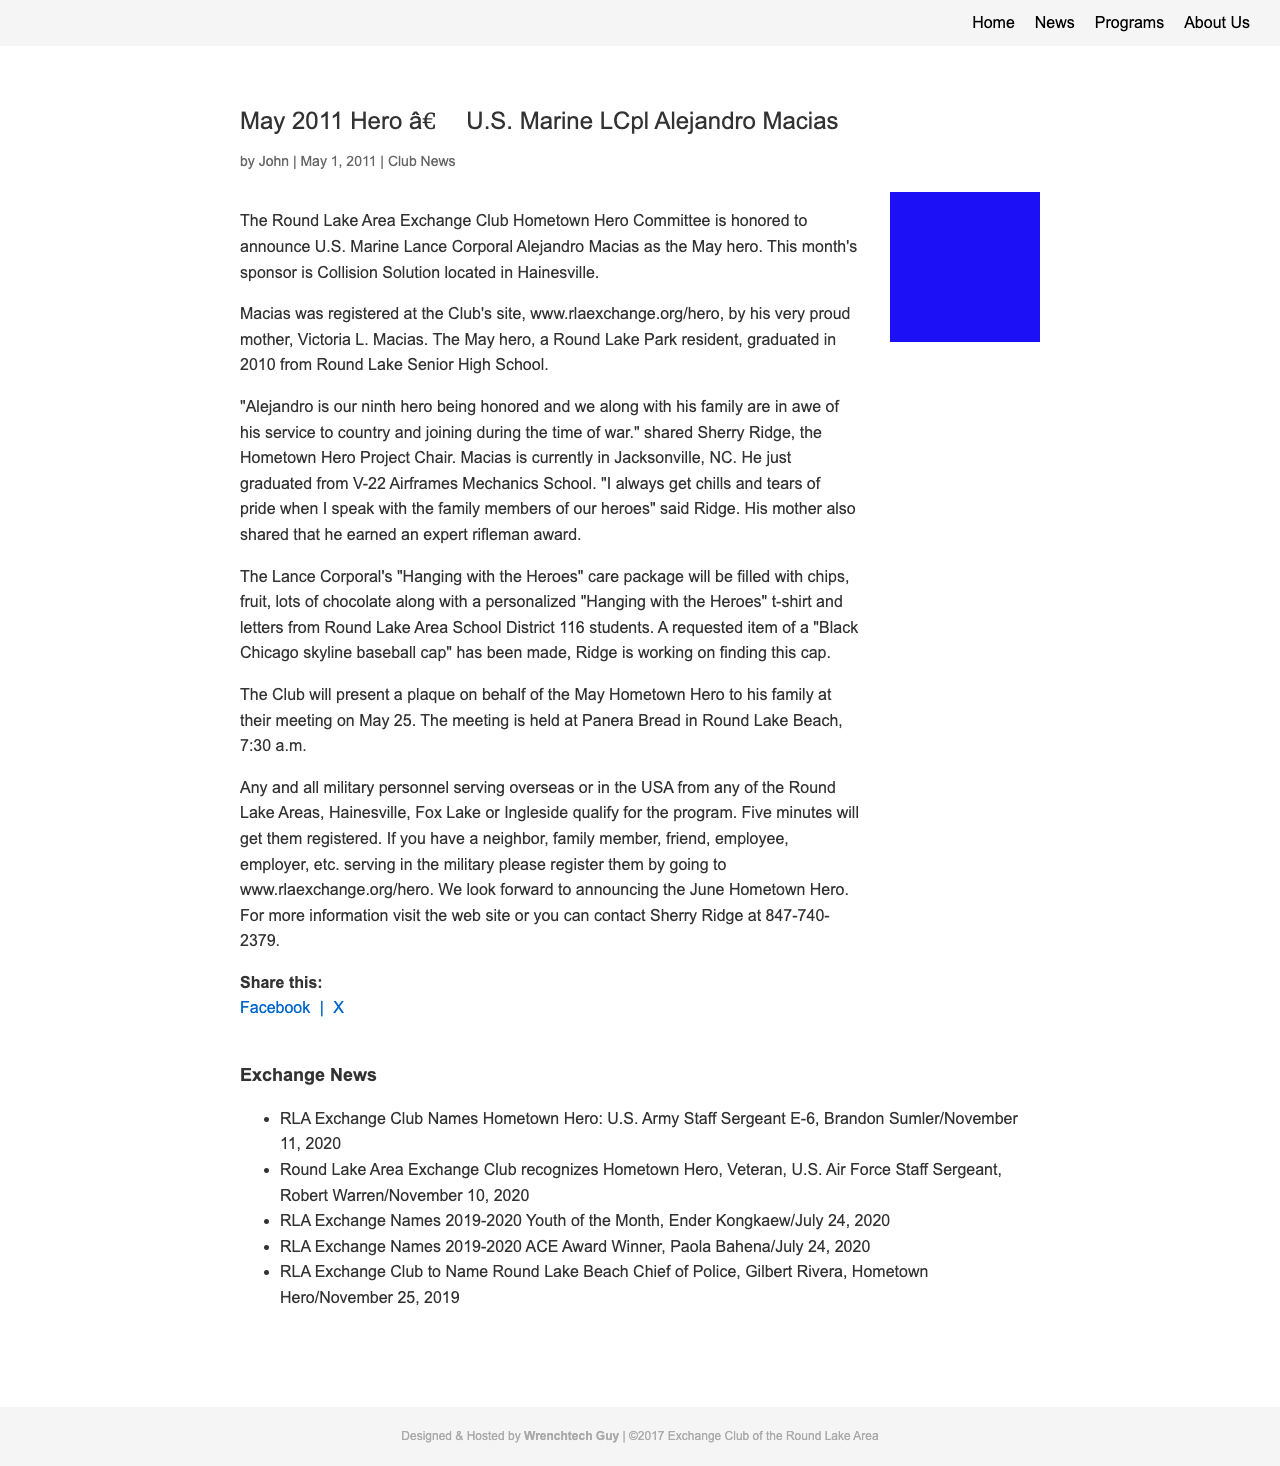 Home News Programs About Us
May 2011 Hero â€ U.S. Marine LCpl Alejandro Macias
by John | May 1, 2011 | Club News
The Round Lake Area Exchange Club Hometown Hero Committee is honored to
announce U.S. Marine Lance Corporal Alejandro Macias as the May hero. This month's
sponsor is Collision Solution located in Hainesville.
Macias was registered at the Club's site, www.rlaexchange.org/hero, by his very proud
mother, Victoria L. Macias. The May hero, a Round Lake Park resident, graduated in
2010 from Round Lake Senior High School.
"Alejandro is our ninth hero being honored and we along with his family are in awe of
his service to country and joining during the time of war." shared Sherry Ridge, the
Hometown Hero Project Chair. Macias is currently in Jacksonville, NC. He just
graduated from V-22 Airframes Mechanics School. "I always get chills and tears of
pride when I speak with the family members of our heroes" said Ridge. His mother also
shared that he earned an expert rifleman award.
The Lance Corporal's "Hanging with the Heroes" care package will be filled with chips,
fruit, lots of chocolate along with a personalized "Hanging with the Heroes" t-shirt and
letters from Round Lake Area School District 116 students. A requested item of a "Black
Chicago skyline baseball cap" has been made, Ridge is working on finding this cap.
The Club will present a plaque on behalf of the May Hometown Hero to his family at
their meeting on May 25. The meeting is held at Panera Bread in Round Lake Beach,
7:30 a.m.
Any and all military personnel serving overseas or in the USA from any of the Round
Lake Areas, Hainesville, Fox Lake or Ingleside qualify for the program. Five minutes will
get them registered. If you have a neighbor, family member, friend, employee,
employer, etc. serving in the military please register them by going to
www.rlaexchange.org/hero. We look forward to announcing the June Hometown Hero.
For more information visit the web site or you can contact Sherry Ridge at 847-740-
2379.
Share this:
Facebook | X
Exchange News
• RLA Exchange Club Names Hometown Hero: U.S. Army Staff Sergeant E-6, Brandon Sumler/November
11, 2020
• Round Lake Area Exchange Club recognizes Hometown Hero, Veteran, U.S. Air Force Staff Sergeant,
Robert Warren/November 10, 2020
• RLA Exchange Names 2019-2020 Youth of the Month, Ender Kongkaew/July 24, 2020
• RLA Exchange Names 2019-2020 ACE Award Winner, Paola Bahena/July 24, 2020
• RLA Exchange Club to Name Round Lake Beach Chief of Police, Gilbert Rivera, Hometown
Hero/November 25, 2019
Designed & Hosted by Wrenchtech Guy | ©2017 Exchange Club of the Round Lake Area